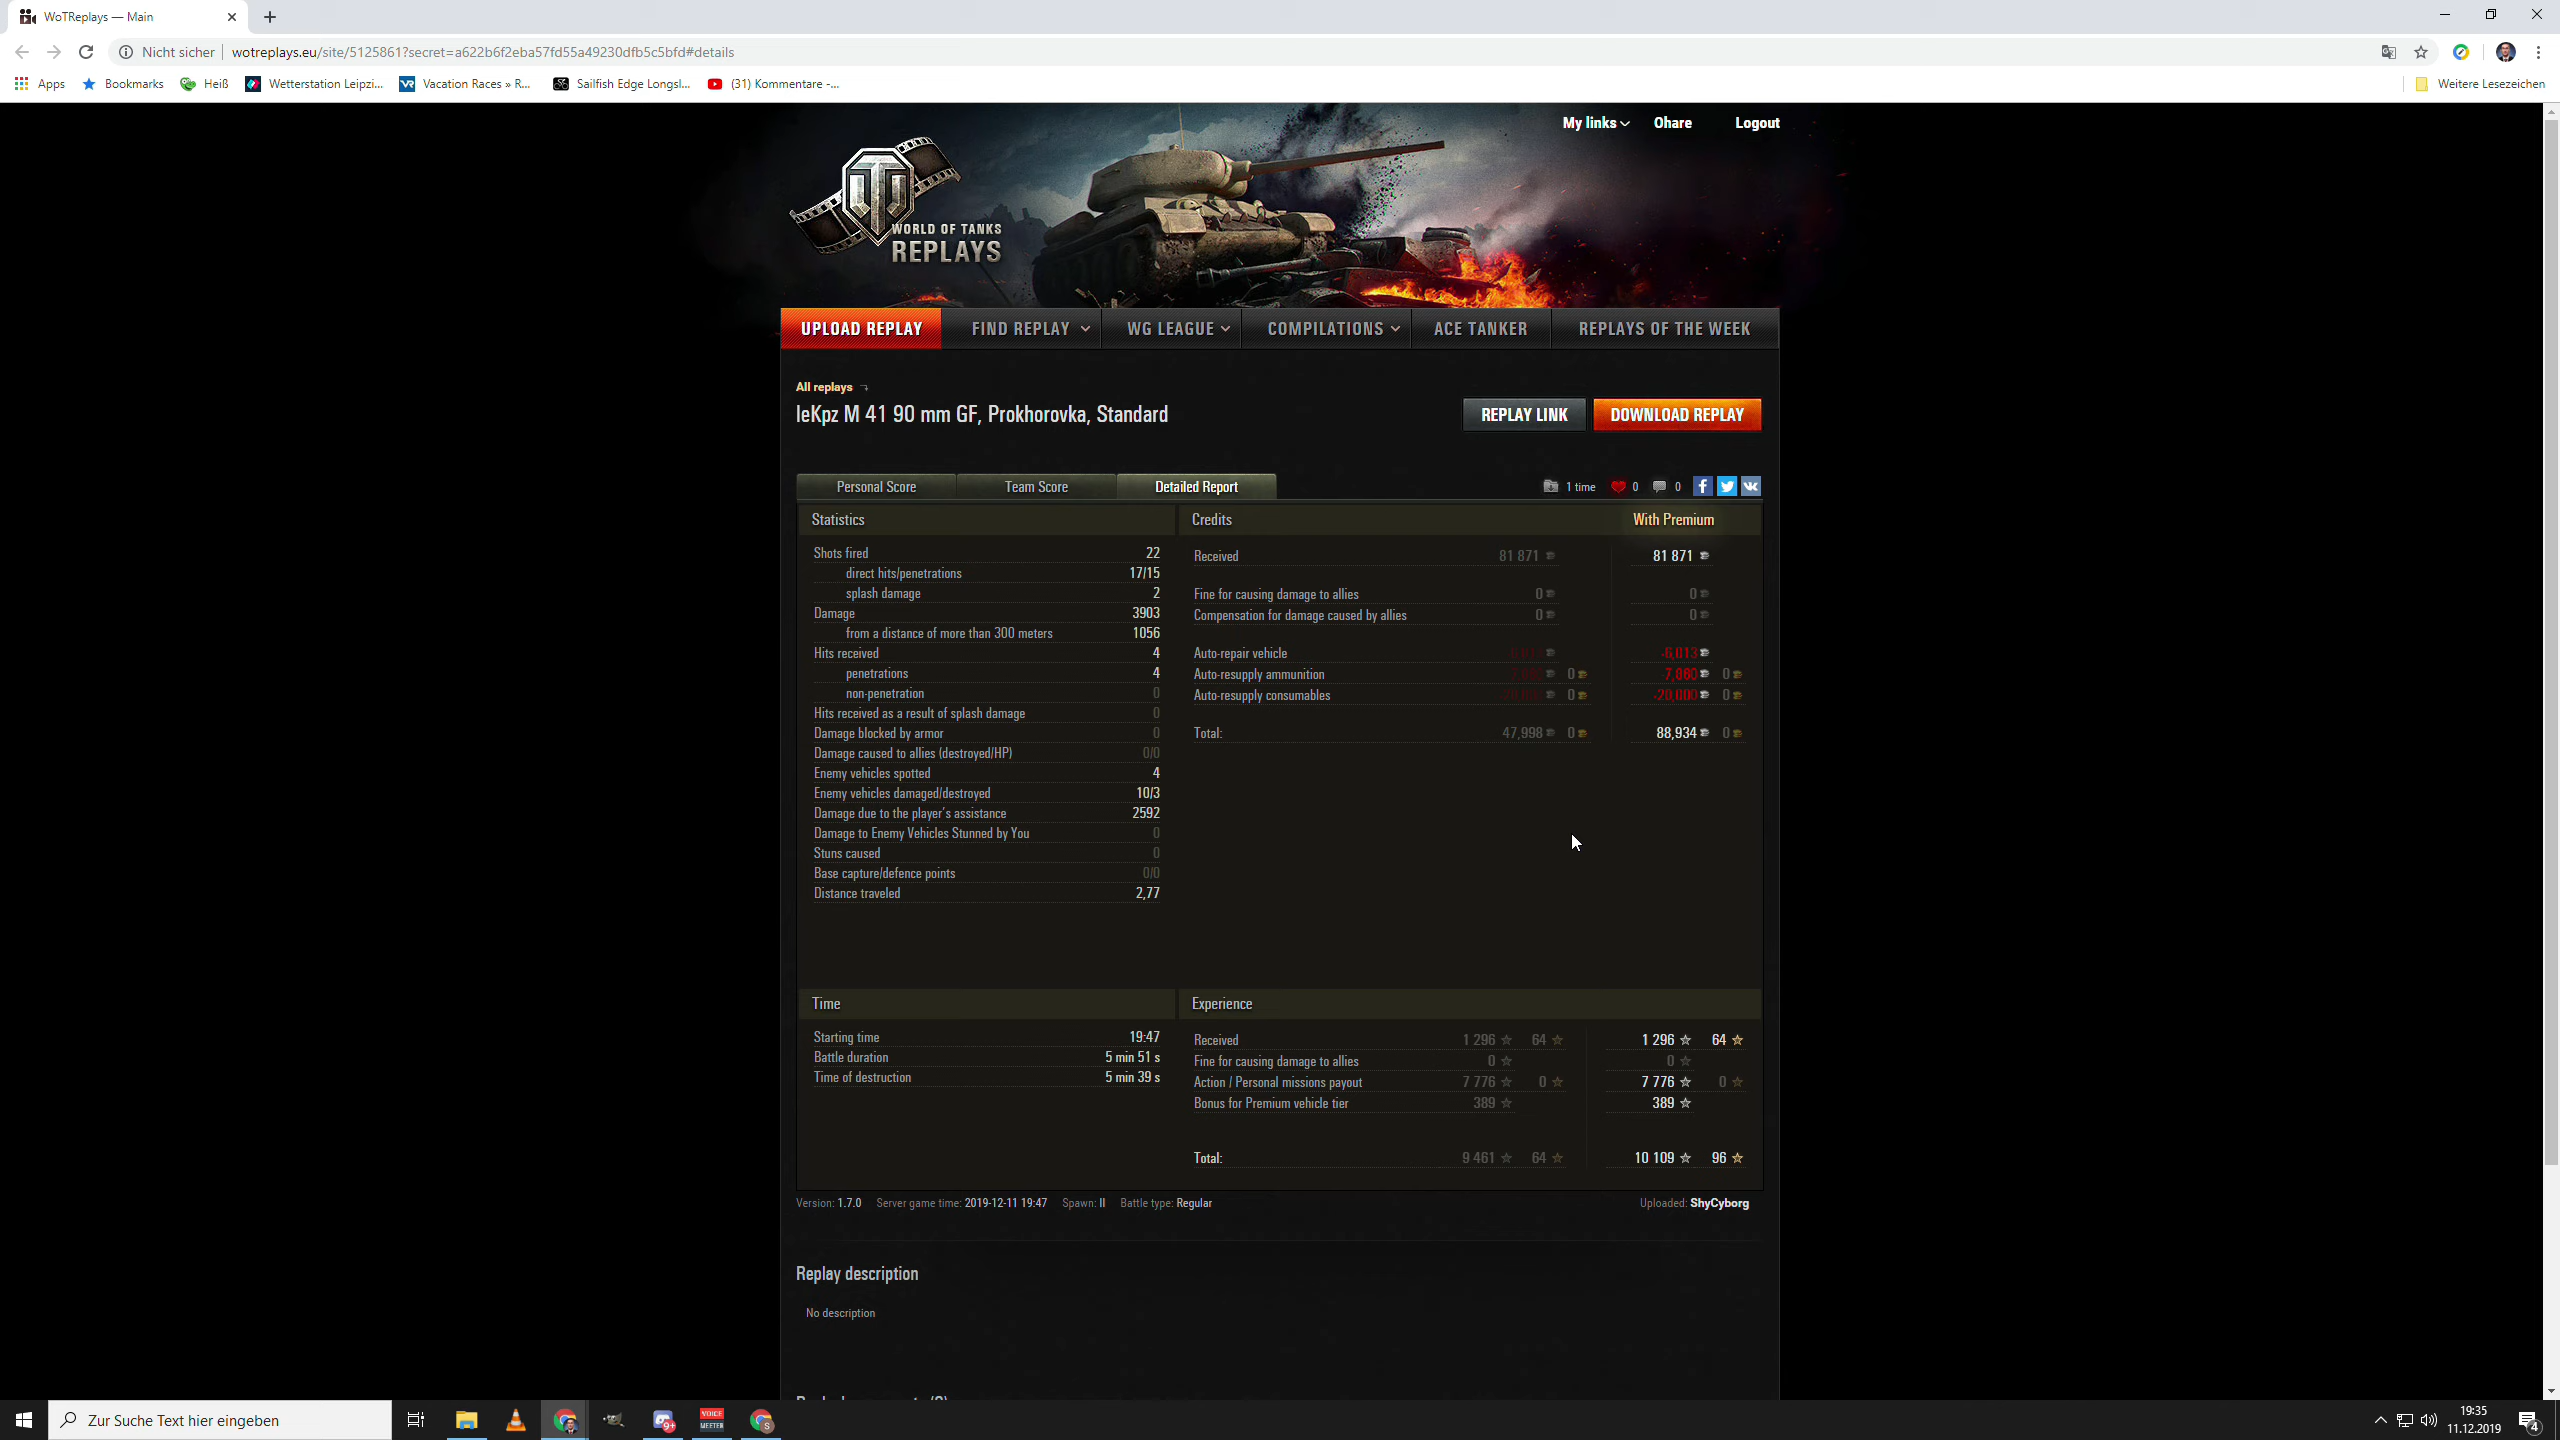 WoTReplays — Main
Nicht sicher wotreplays.eu/site/5125861?secret=a622b6f2eba57fd55a49230dfb5c5bfd#details
Apps Bookmarks Heiß Wetterstation Leipzi... Vacation Races » R... Sailfish Edge Longsl... (31) Kommentare -... Weitere Lesezeichen
My links Ohare Logout
WORLD OF TANKS
REPLAYS
UPLOAD REPLAY FIND REPLAY WG LEAGUE COMPILATIONS ACE TANKER REPLAYS OF THE WEEK
All replays
leKpz M 41 90 mm GF, Prokhorovka, Standard
REPLAY LINK DOWNLOAD REPLAY
Personal Score Team Score Detailed Report 1 time 0 0
Statistics
Shots fired 22
direct hits/penetrations 17/15
splash damage 2
Damage 3903
from a distance of more than 300 meters 1056
Hits received 4
penetrations 4
non-penetration 0
Hits received as a result of splash damage 0
Damage blocked by armor 0
Damage caused to allies (destroyed/HP) 0/0
Enemy vehicles spotted 4
Enemy vehicles damaged/destroyed 10/3
Damage due to the player's assistance 2592
Damage to Enemy Vehicles Stunned by You 0
Stuns caused 0
Base capture/defence points 0/0
Distance traveled 2,77
Credits With Premium
Received 81 871 81 871
Fine for causing damage to allies 0 0
Compensation for damage caused by allies 0 0
Auto-repair vehicle -6,013
Auto-resupply ammunition 0 0
Auto-resupply consumables 0 -20,000 0
Total: 47,998 0 88,934 0
Time
Starting time 19:47
Battle duration 5 min 51 s
Time of destruction 5 min 39 s
Experience
Received 1 296 64 1 296 64
Fine for causing damage to allies 0 0
Action / Personal missions payout 7 776 0 7 776 0
Bonus for Premium vehicle tier 389 389
Total: 9 461 64 10 109 96
Version: 1.7.0 Server game time: 2019-12-11 19:47 Spawn: II Battle type: Regular Uploaded: ShyCyborg
Replay description
No description
Zur Suche Text hier eingeben
9+
VOICE
MEETER
S
19:35
11.12.2019
4